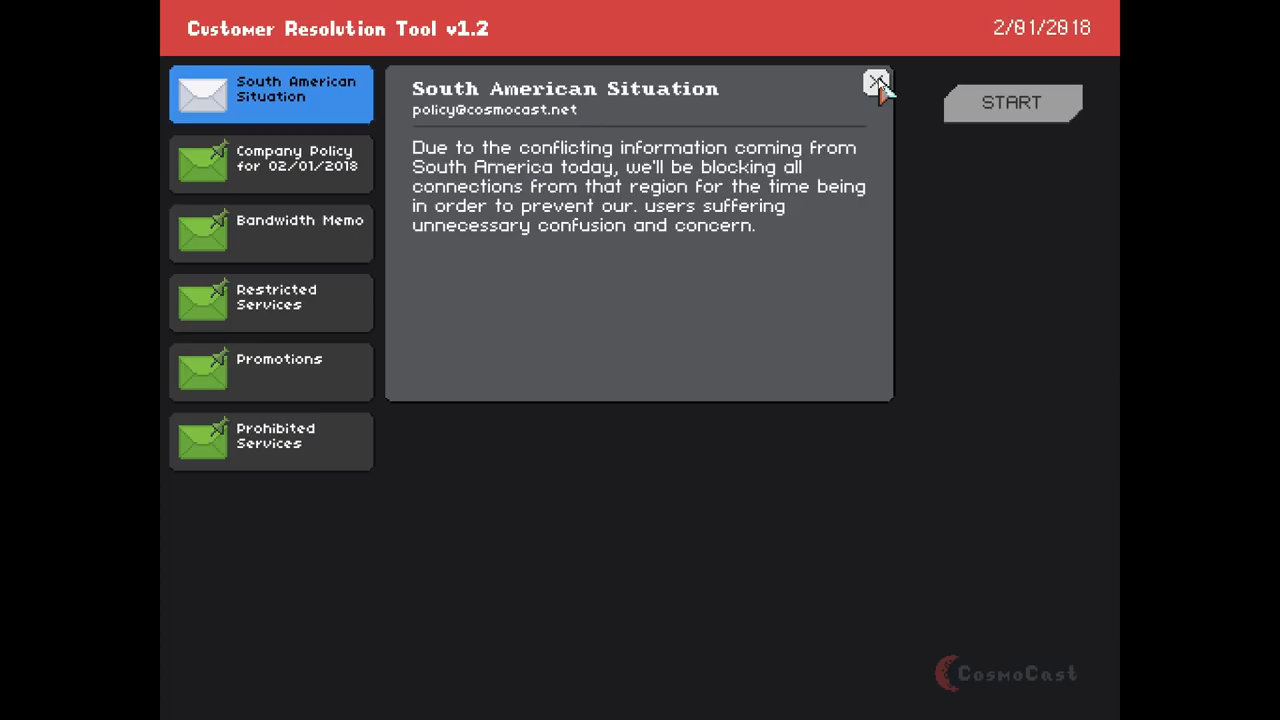 Customer Resolution Tool v1.2
2/01/2018
South American
Situation
Company Policy
for 02/01/2018
Bandwidth Memo
Restricted
Services
Promotions
Prohibited
Services
South American Situation
policy@cosmocast.net
Due to the conflicting information coming from
South America today, we'll be blocking all
connections from that region for the time being
in order to prevent our. users suffering
unnecessary confusion and concern.
START
CosmoCast